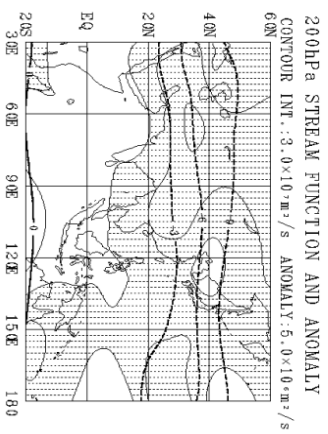 200hPa STREAM FUNCTION AND ANOMALY
CONTOUR INT.:3.0×10⁷m²/s ANOMALY:5.0×10⁶m²/s
60N
40N
20N
EQ
20S
30E 60E 90E 120E 150E 180